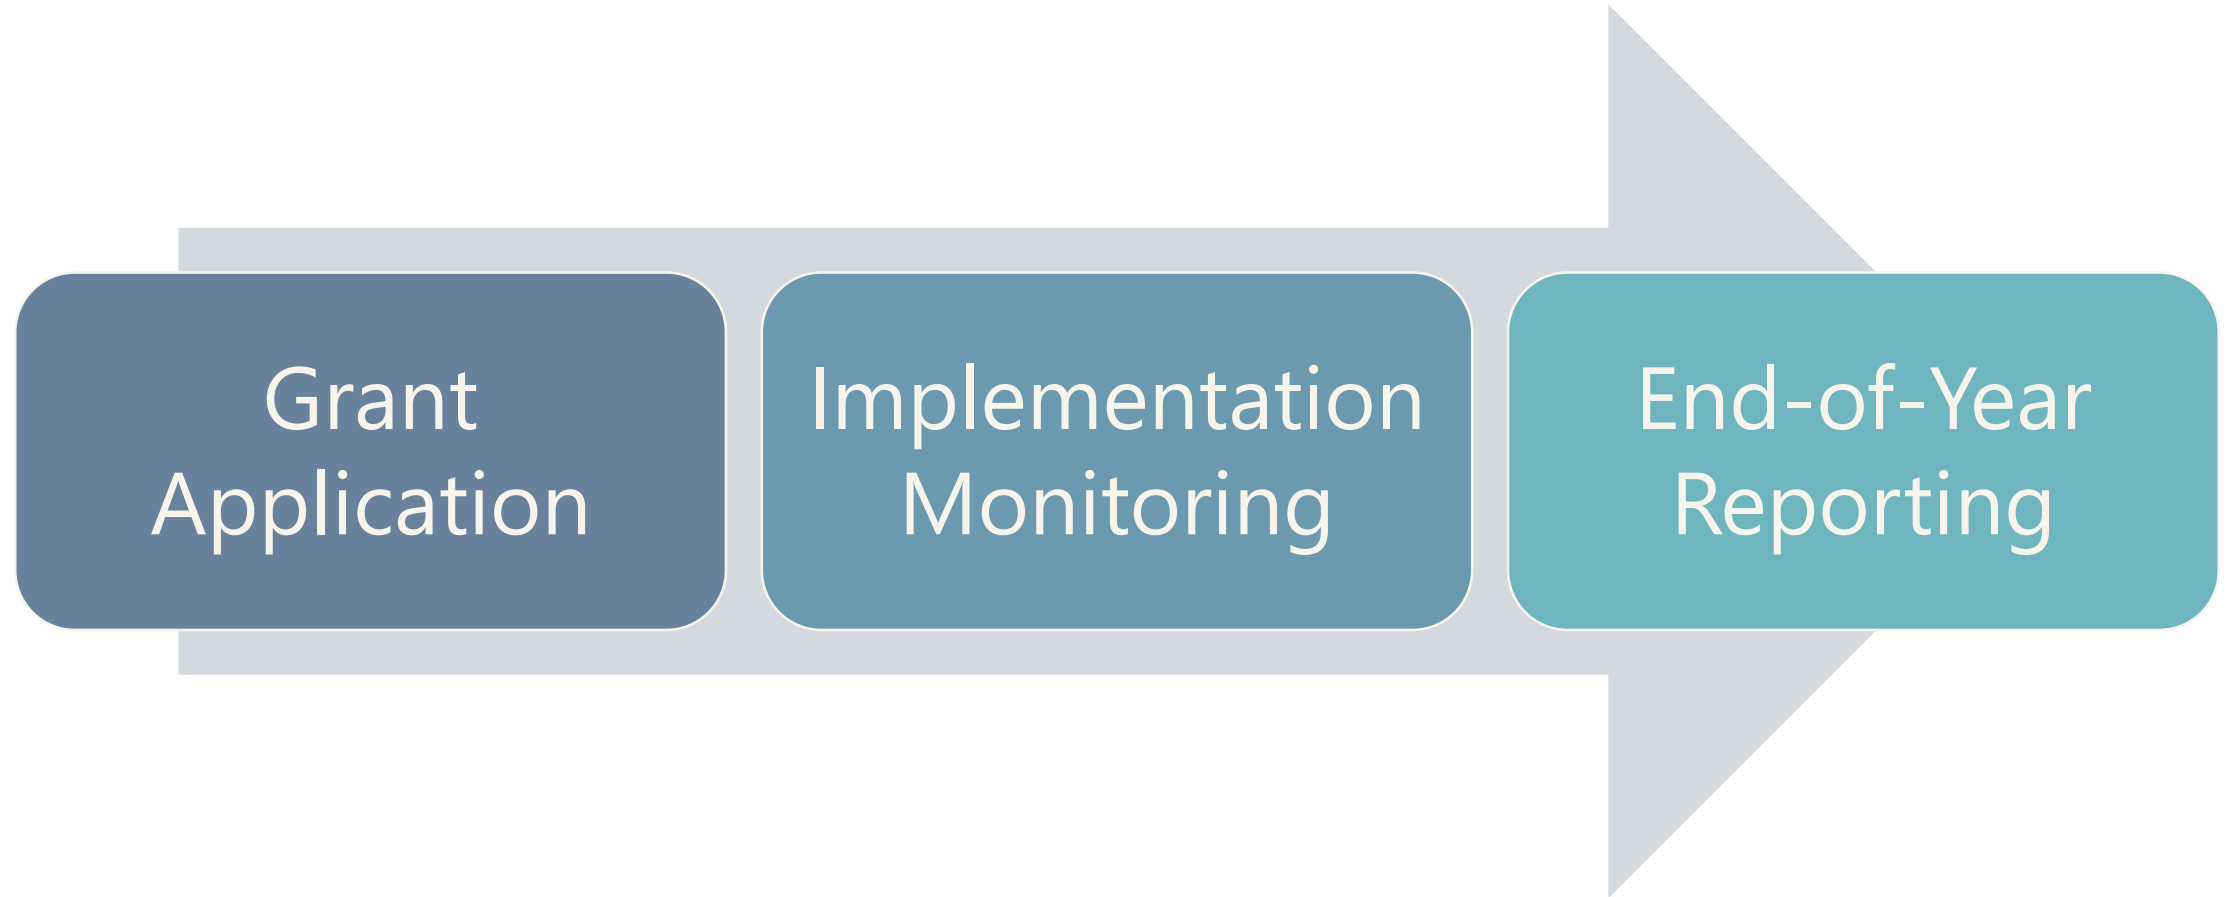 Grant
Application
Implementation
Monitoring
End-of-Year
Reporting